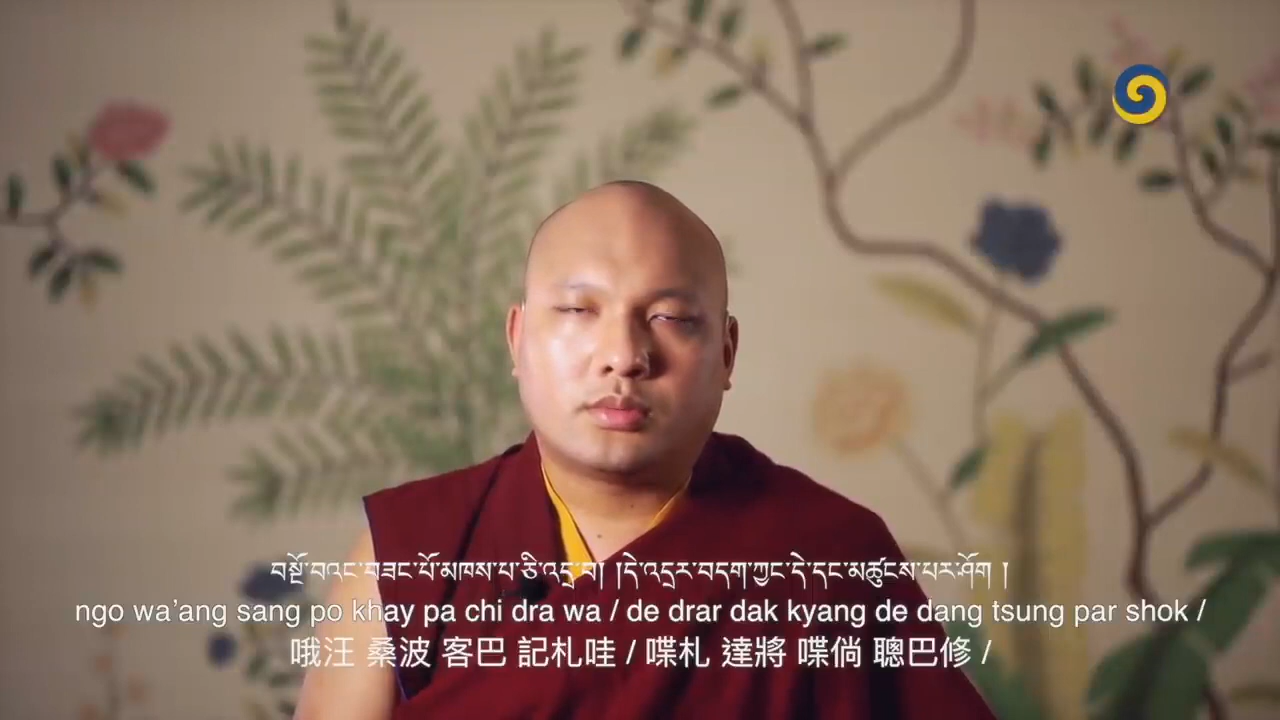 བསྔོ་བའང་བཟང་པོ་མཁས་པ་ཅི་འདྲ་བ། །དེ་འདྲར་བདག་ཀྱང་དེ་དང་མཚུངས་པར་ཤོག །
ngo wa’ang sang po khay pa chi dra wa / de drar dak kyang de dang tsung par shok /
哦汪 桑波 客巴 記札哇 / 喋札 達將 喋倘 聰巴修 /